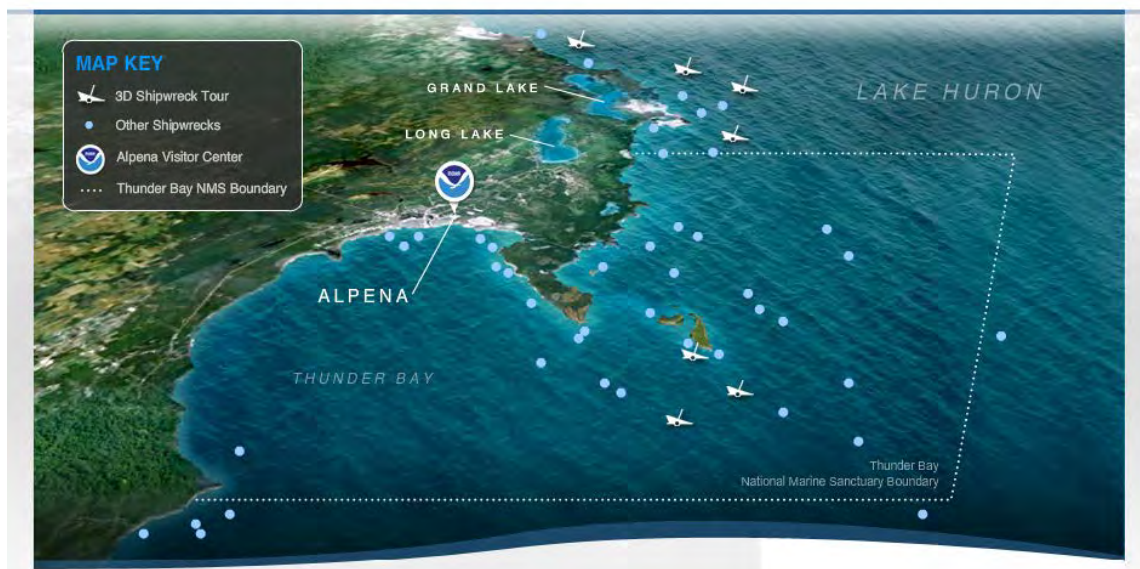 MAP KEY
3D Shipwreck Tour
Other Shipwrecks
Alpena Visitor Center
Thunder Bay NMS Boundary
GRAND LAKE
LAKE HURON
LONG LAKE
ALPENA
THUNDER BAY
Thunder Bay
National Marine Sanctuary Boundary